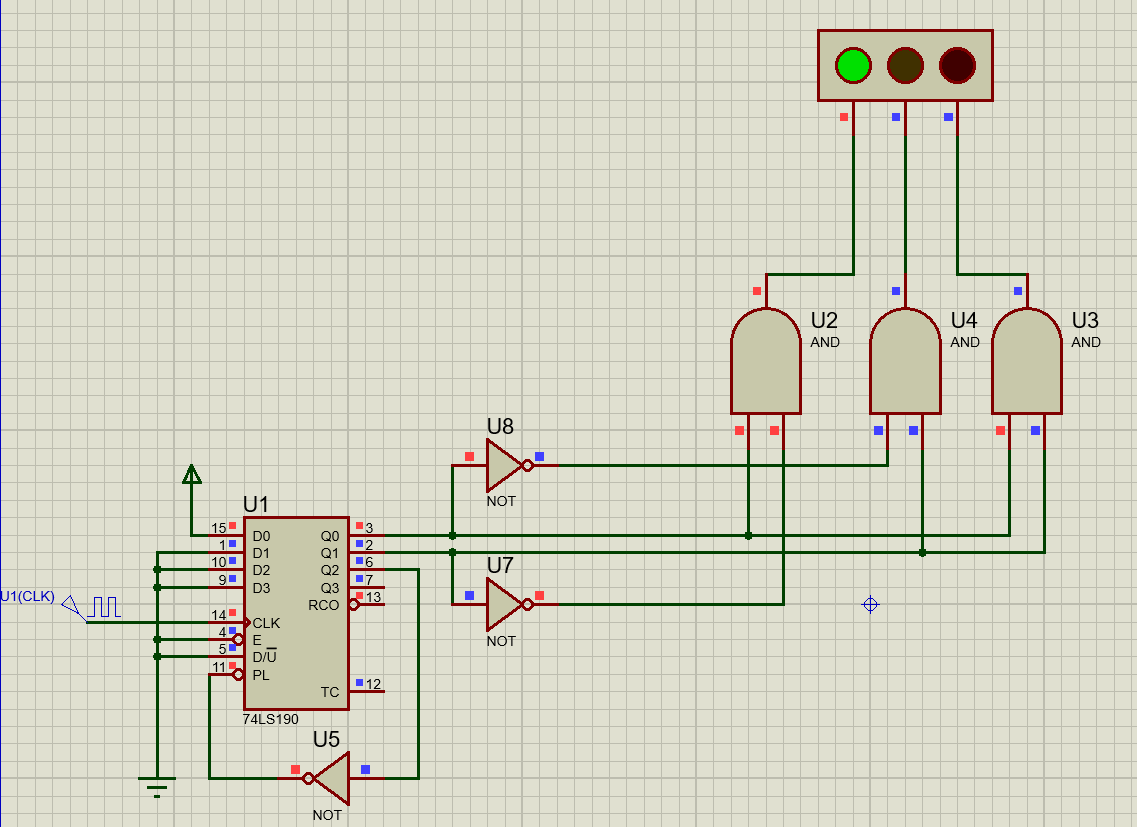 U2
AND
U4
AND
U3
AND
U8
NOT
U1
15 D0 Q0 3
1 D1 Q1 2
10 D2 Q2 6
9 D3 Q3 7
RCO 13
U1(CLK)
14 CLK
4 E
5 D/U
11 PL
TC 12
74LS190
U7
NOT
U5
NOT